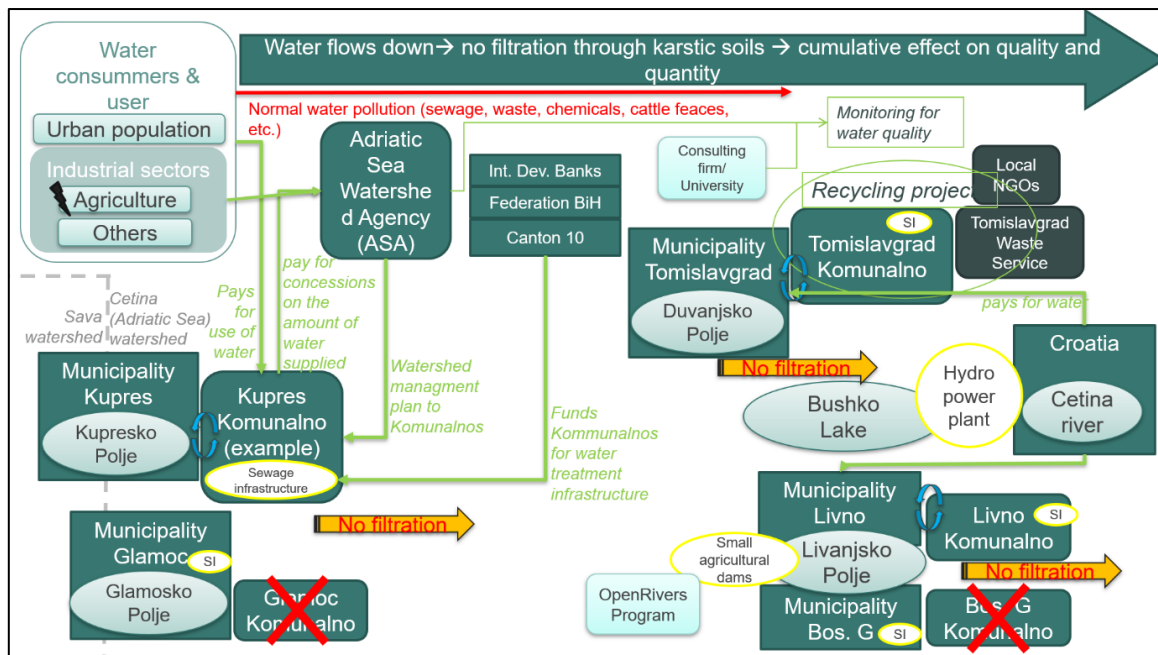 Water
consummers &
user
Urban population
Industrial sectors
Agriculture
Others
Water flows down→ no filtration through karstic soils → cumulative effect on quality and
quantity
Normal water pollution (sewage, waste, chemicals, cattle feaces,
etc.)
Adriatic
Sea
Watershe
d Agency
(ASA)
Int. Dev. Banks
Federation BiH
Canton 10
Consulting
firm/
University
Monitoring for
water quality
Recycling project
Local
NGOs
SI
Tomislavgrad
Komunalno
Tomislavgrad
Waste
Service
Municipality
Tomislavgrad
Duvanjsko
Polje
pays for water
Sava
watershed
Cetina
(Adriatic Sea)
watershed
Pays
for
use of
water
pay for
concessions
on the
amount of
water
supplied
Watershed
managment
plan to
Komunalnos
Funds
Kommunalnos
for water
treatment
infrastructure
Municipality
Kupres
Kupresko
Polje
Kupres
Komunalno
(example)
Sewage
infrastructure
No filtration
Bushko
Lake
Hydro
power
plant
Croatia
Cetina
river
Municipality
Glamoc
SI
Glamosko
Polje
Glamoc
Komunalno
No filtration
Municipality
Livno
Livanjsko
Polje
Livno
Komunalno
SI
Small
agricultural
dams
OpenRivers
Program
No filtration
Municipality
Bos. G
SI
Bos. G
Komunalno